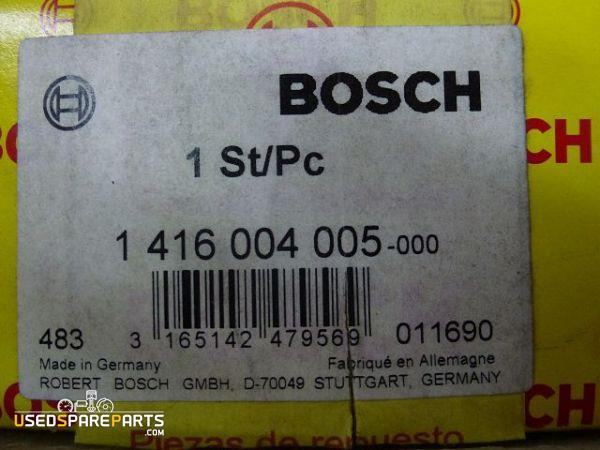 BOSCH
1 St/Pc
1 416 004 005-000
483 3 165142 479569 011690
Made in Germany Fabriqué en Allemagne
ROBERT BOSCH GMBH, D-70049 STUTTGART, GERMANY
USEDSPAREPARTS.COM
Piezas de repuesto